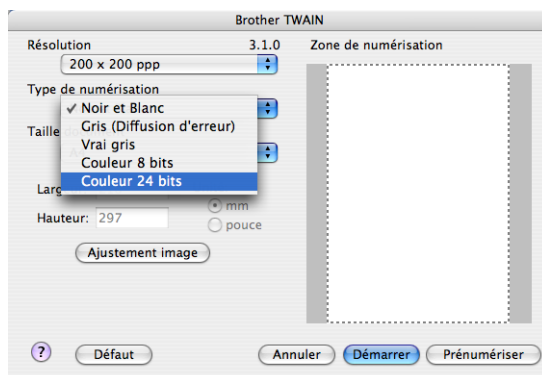 Brother TWAIN
Résolution
3.1.0
Zone de numérisation
200 x 200 ppp
Type de numérisation
✓ Noir et Blanc
Gris (Diffusion d'erreur)
Taille
Vrai gris
Couleur 8 bits
Couleur 24 bits
Larg
mm
Hauteur: 297
pouce
Ajustement image
?
Défaut
Annuler
Démarrer
Prénumériser